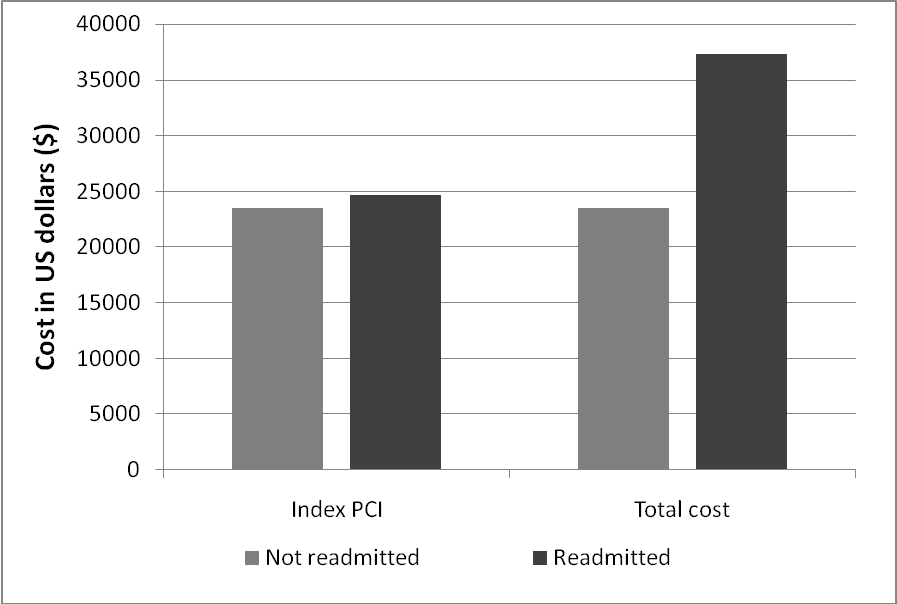 Cost in US dollars ($)
40000
35000
30000
25000
20000
15000
10000
5000
0
Index PCI
Total cost
Not readmitted
Readmitted